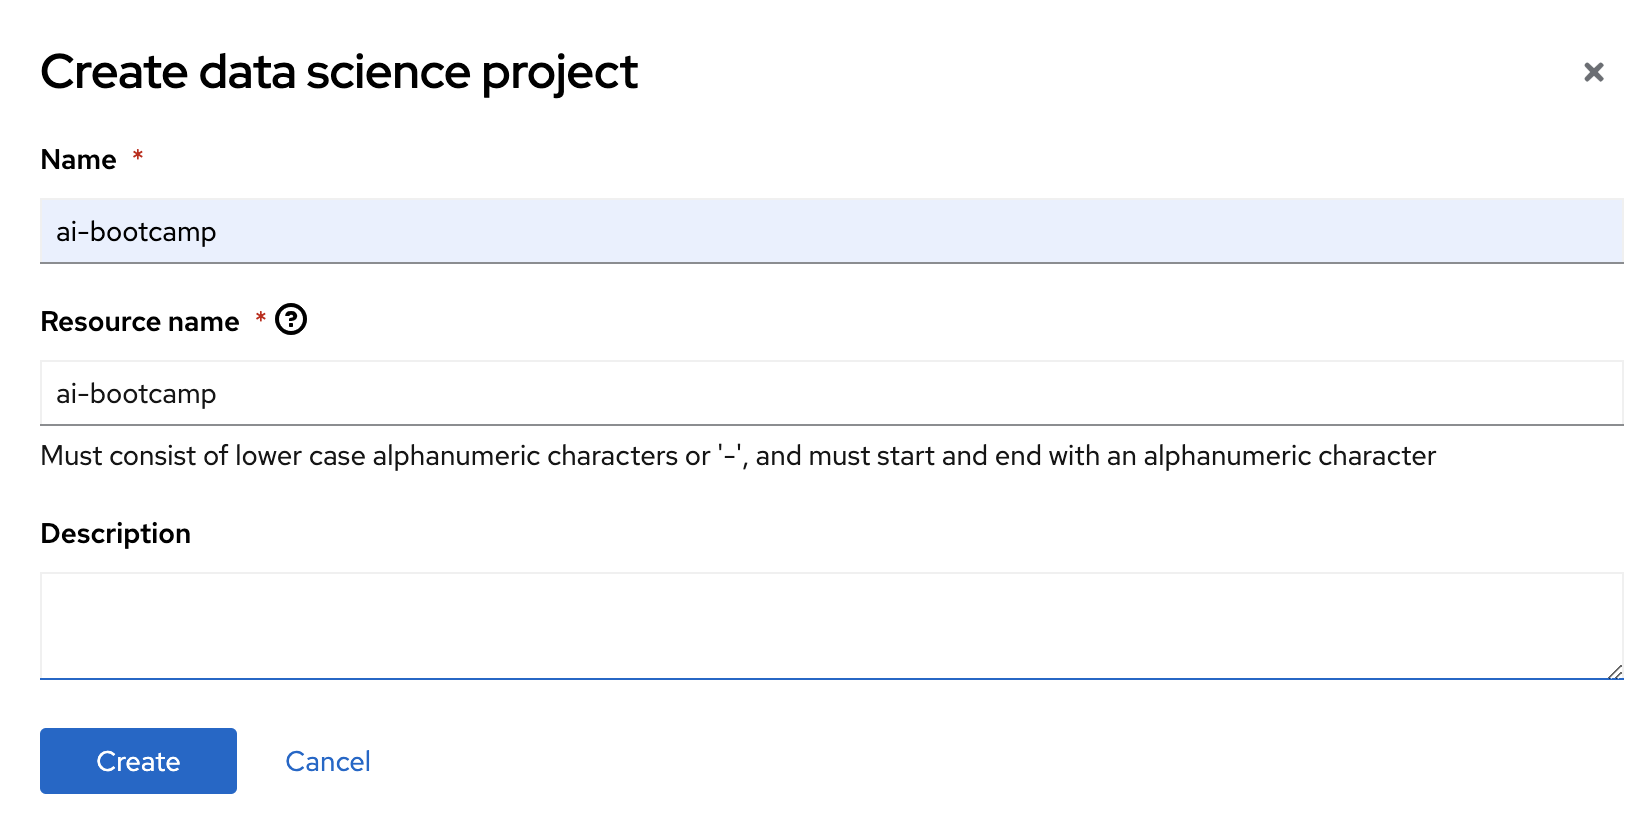 Create data science project
Name *
ai-bootcamp
Resource name * ?
ai-bootcamp
Must consist of lower case alphanumeric characters or '-', and must start and end with an alphanumeric character
Description
Create Cancel